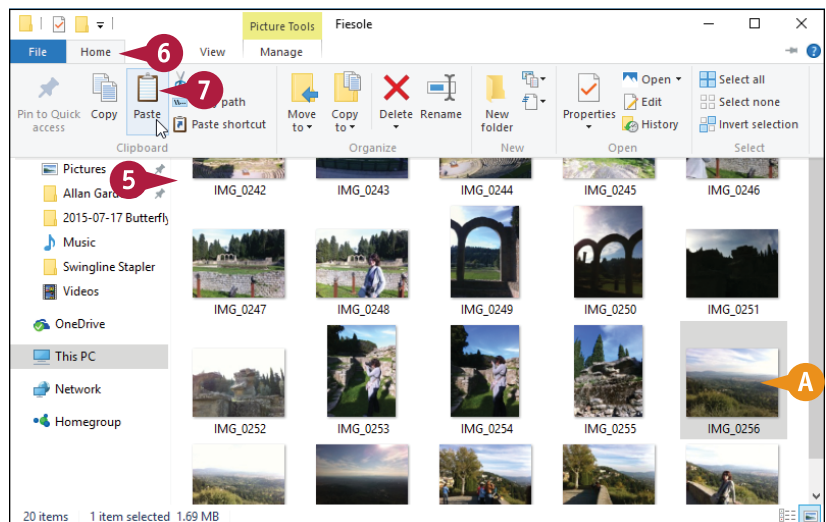 Picture Tools Fiesole
File Home View Manage
6
7
Pin to Quick access
Copy
Paste
path
Paste shortcut
Clipboard
Move to
Copy to
Delete
Rename
Organize
New folder
New
Properties
Open
Edit
History
Open
Select all
Select none
Invert selection
Select
5
Pictures
2015-07-17 Butterfly
Music
Swingline Stapler
Videos
OneDrive
This PC
Network
Homegroup
IMG_0242 IMG_0243 IMG_0244 IMG_0245 IMG_0246
IMG_0247 IMG_0248 IMG_0249 IMG_0250 IMG_0251
IMG_0252 IMG_0253 IMG_0254 IMG_0255 IMG_0256
A
20 items 1 item selected 1.69 MB